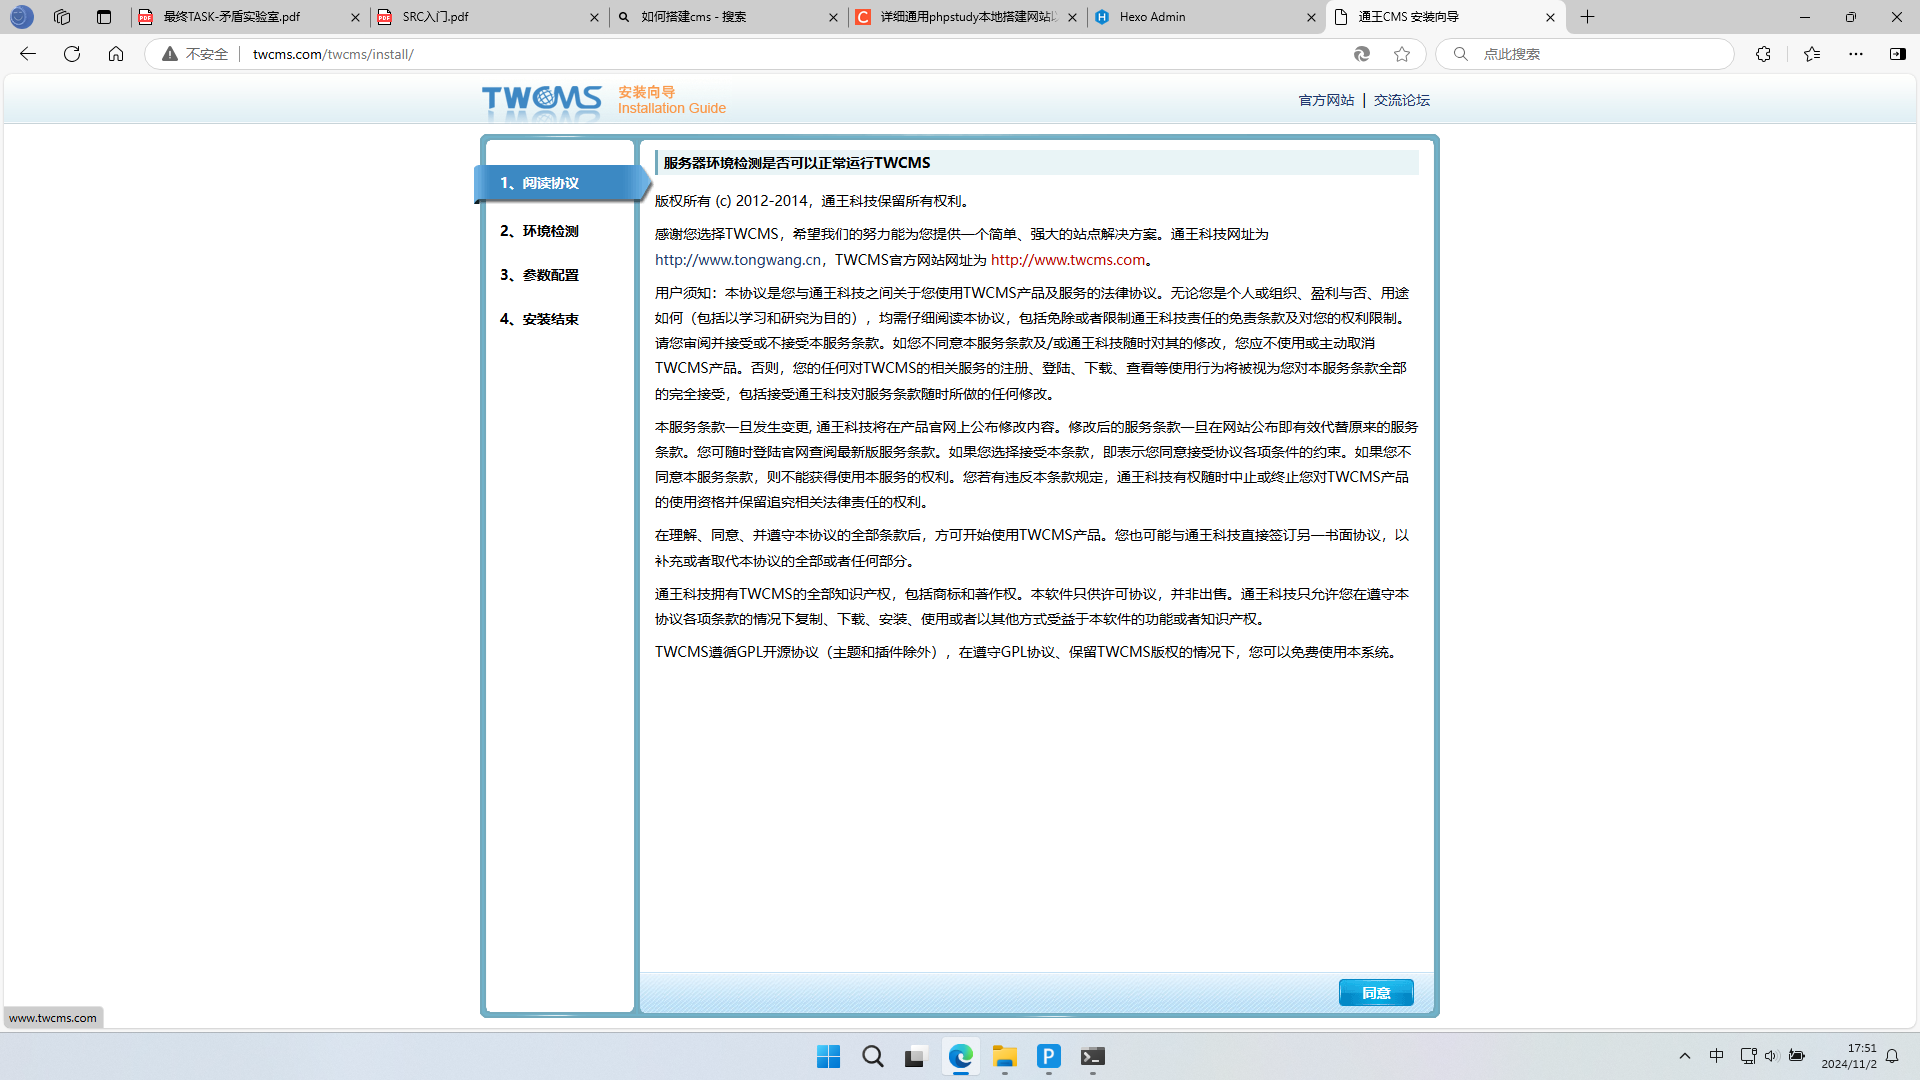 最终TASK-矛盾实验室.pdf
SRC入门.pdf
如何搭建cms - 搜索
详细通用phpstudy本地搭建网站以
Hexo Admin
通王CMS 安装向导
不安全
twcms.com/twcms/install/
点此搜索
TWCMS
安装向导
Installation Guide
官方网站 | 交流论坛
1、阅读协议
2、环境检测
3、参数配置
4、安装结束
服务器环境检测是否可以正常运行TWCMS
版权所有 (c) 2012-2014，通王科技保留所有权利。
感谢您选择TWCMS，希望我们的努力能为您提供一个简单、强大的站点解决方案。通王科技网址为
http://www.tongwang.cn，TWCMS官方网站网址为 http://www.twcms.com。
用户须知：本协议是您与通王科技之间关于您使用TWCMS产品及服务的法律协议。无论您是个人或组织、盈利与否、用途
如何（包括以学习和研究为目的），均需仔细阅读本协议，包括免除或者限制通王科技责任的免责条款及对您的权利限制。
请您审阅并接受或不接受本服务条款。如您不同意本服务条款及/或通王科技随时对其的修改，您应不使用或主动取消
TWCMS产品。否则，您的任何对TWCMS的相关服务的注册、登陆、下载、查看等使用行为将被视为您对本服务条款全部
的完全接受，包括接受通王科技对服务条款随时所做的任何修改。
本服务条款一旦发生变更, 通王科技将在产品官网上公布修改内容。修改后的服务条款一旦在网站公布即有效代替原来的服务
条款。您可随时登陆官网查阅最新版服务条款。如果您选择接受本条款，即表示您同意接受协议各项条件的约束。如果您不
同意本服务条款，则不能获得使用本服务的权利。您若有违反本条款规定，通王科技有权随时中止或终止您对TWCMS产品
的使用资格并保留追究相关法律责任的权利。
在理解、同意、并遵守本协议的全部条款后，方可开始使用TWCMS产品。您也可能与通王科技直接签订另一书面协议，以
补充或者取代本协议的全部或者任何部分。
通王科技拥有TWCMS的全部知识产权，包括商标和著作权。本软件只供许可协议，并非出售。通王科技只允许您在遵守本
协议各项条款的情况下复制、下载、安装、使用或者以其他方式受益于本软件的功能或者知识产权。
TWCMS遵循GPL开源协议（主题和插件除外），在遵守GPL协议、保留TWCMS版权的情况下，您可以免费使用本系统。
同意
www.twcms.com
中
17:51
2024/11/2